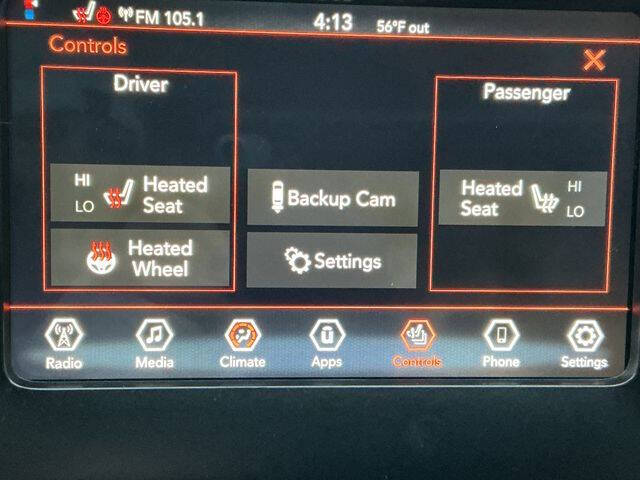 FM 105.1
4:13
56°F out
Controls
Driver
HI
LO
Heated
Seat
Heated
Wheel
Backup Cam
Settings
Passenger
Heated
Seat
HI
LO
Radio
Media
Climate
Apps
Controls
Phone
Settings